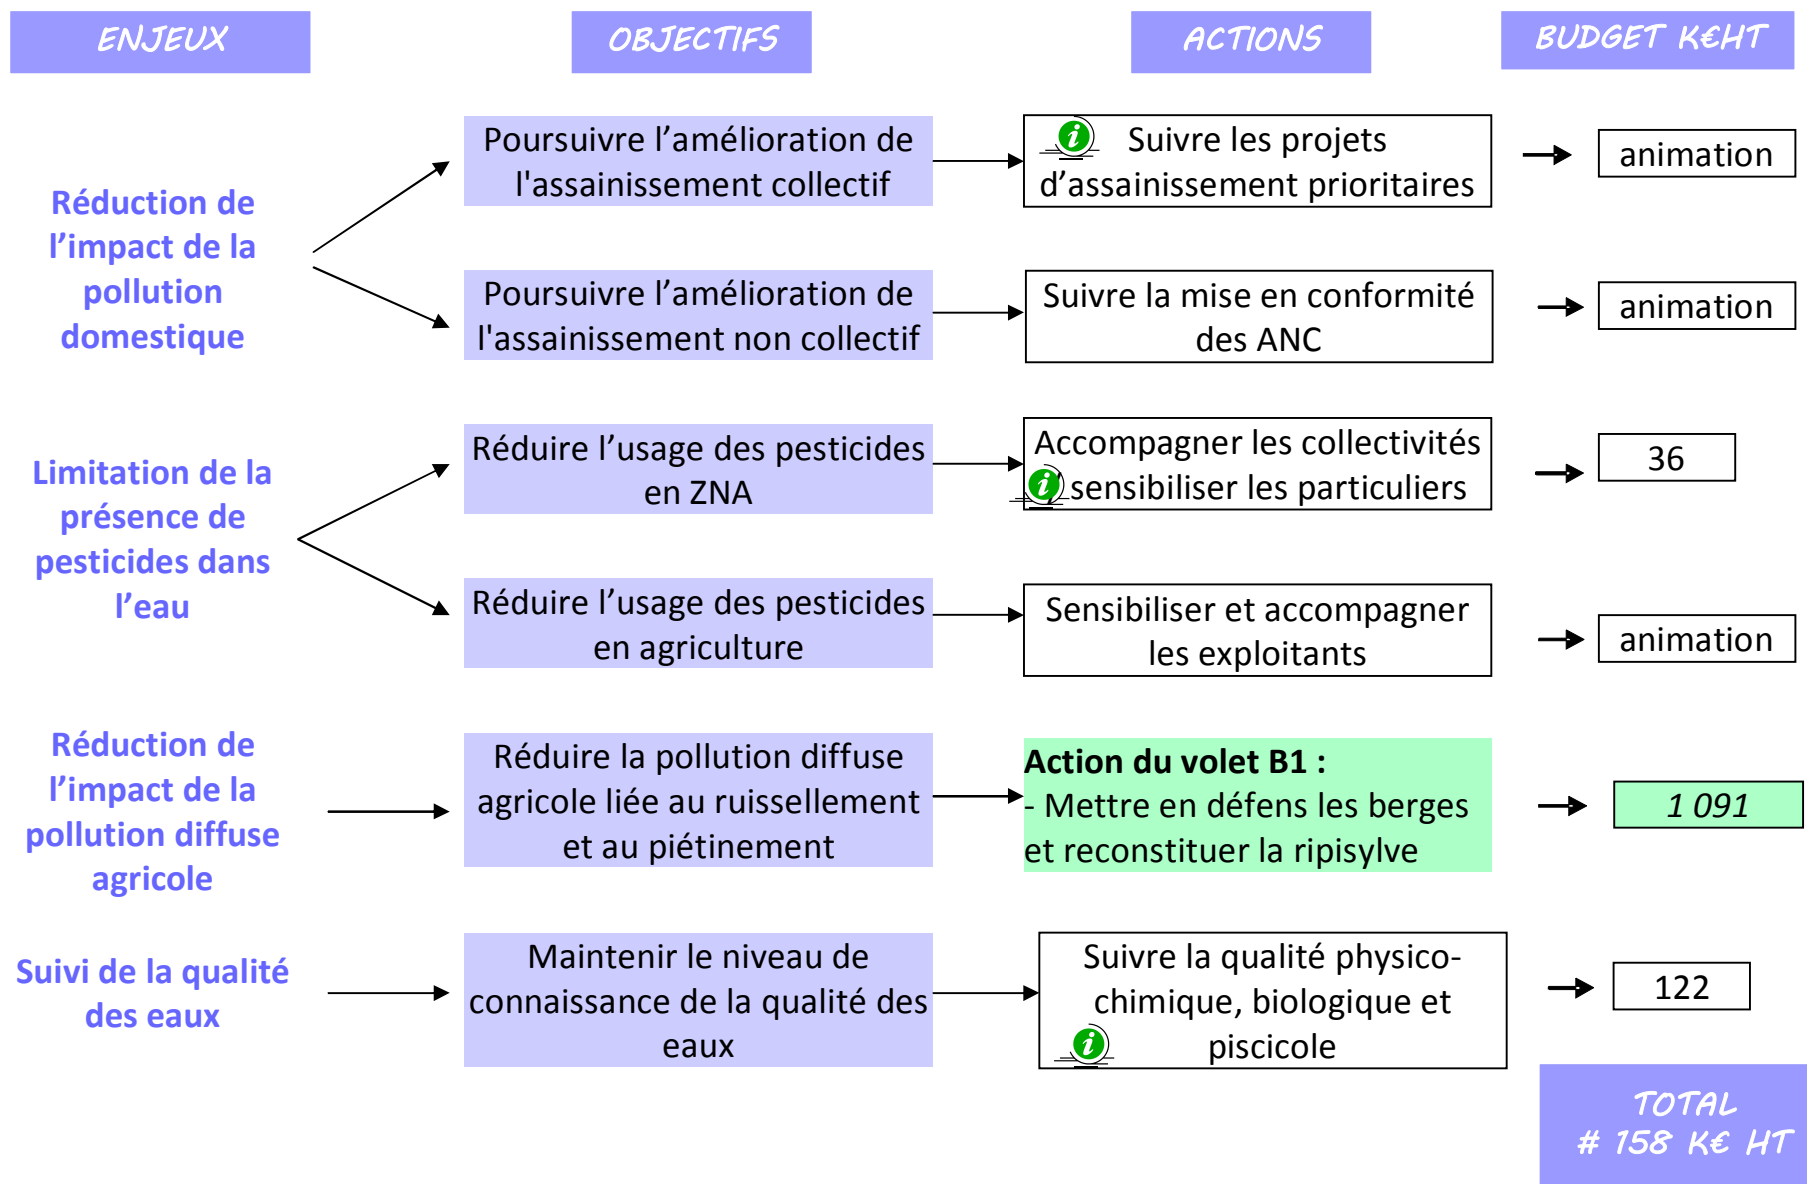 ENJEUX
OBJECTIFS
ACTIONS
BUDGET K€HT
Réduction de
l’impact de la
pollution
domestique
Poursuivre l’amélioration de
l'assainissement collectif
Suivre les projets
d’assainissement prioritaires
animation
Poursuivre l’amélioration de
l'assainissement non collectif
Suivre la mise en conformité
des ANC
animation
Limitation de la
présence de
pesticides dans
l’eau
Réduire l’usage des pesticides
en ZNA
Accompagner les collectivités
sensibiliser les particuliers
36
Réduire l’usage des pesticides
en agriculture
Sensibiliser et accompagner
les exploitants
animation
Réduction de
l’impact de la
pollution diffuse
agricole
Réduire la pollution diffuse
agricole liée au ruissellement
et au piétinement
Action du volet B1 :
- Mettre en défens les berges
et reconstituer la ripisylve
1 091
Suivi de la qualité
des eaux
Maintenir le niveau de
connaissance de la qualité des
eaux
Suivre la qualité physico-
chimique, biologique et
piscicole
122
TOTAL
# 158 K€ HT